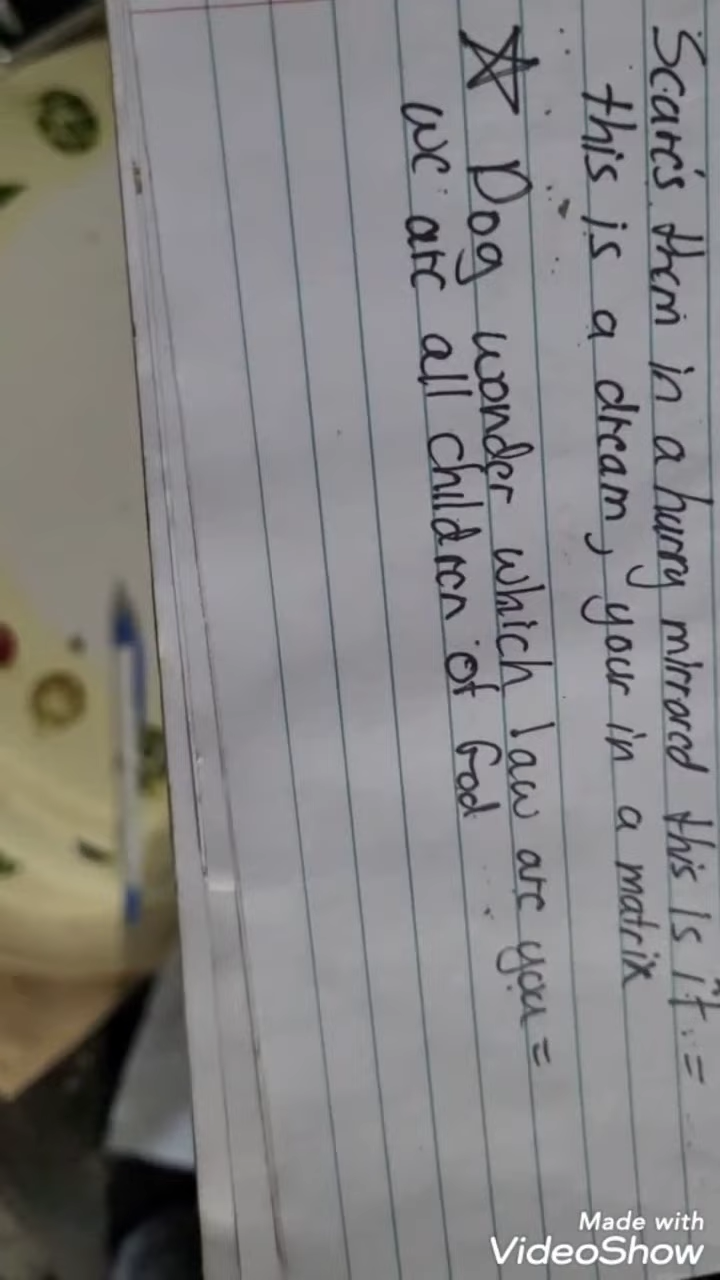 Scare's them in a hurry mirrored this is it :=
this is a dream, your in a matrix
☆ Dog wonder which law are you =
we are all children of God
Made with
VideoShow